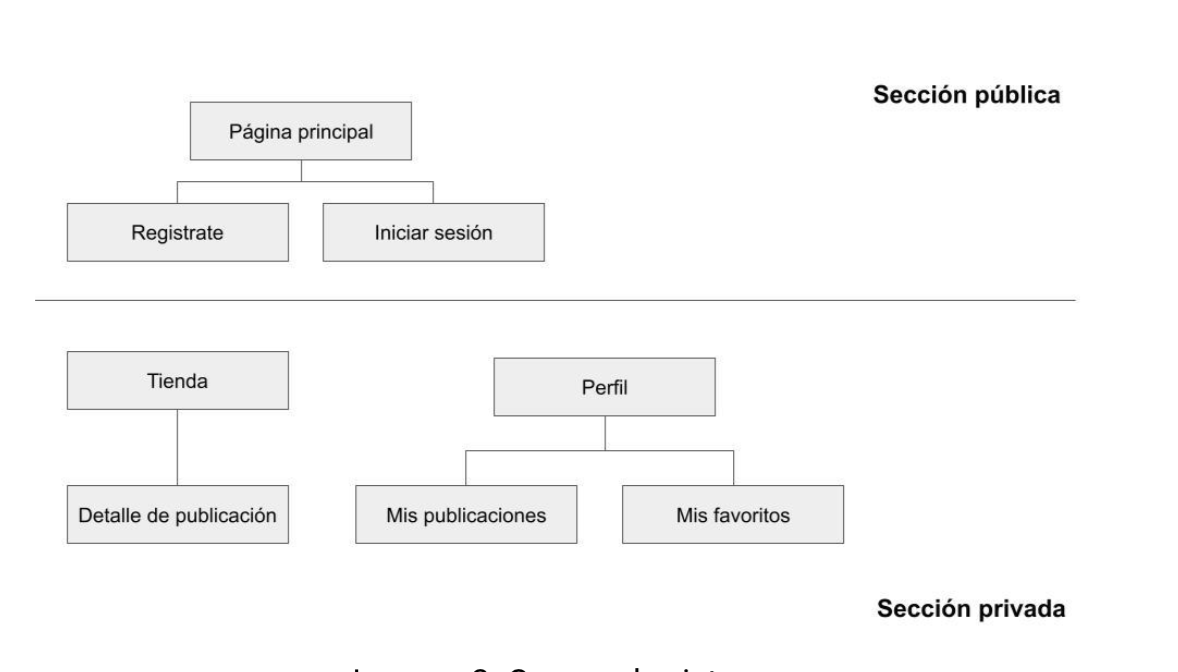 Sección pública
Página principal
Registrate
Iniciar sesión
Tienda
Perfil
Detalle de publicación
Mis publicaciones
Mis favoritos
Sección privada